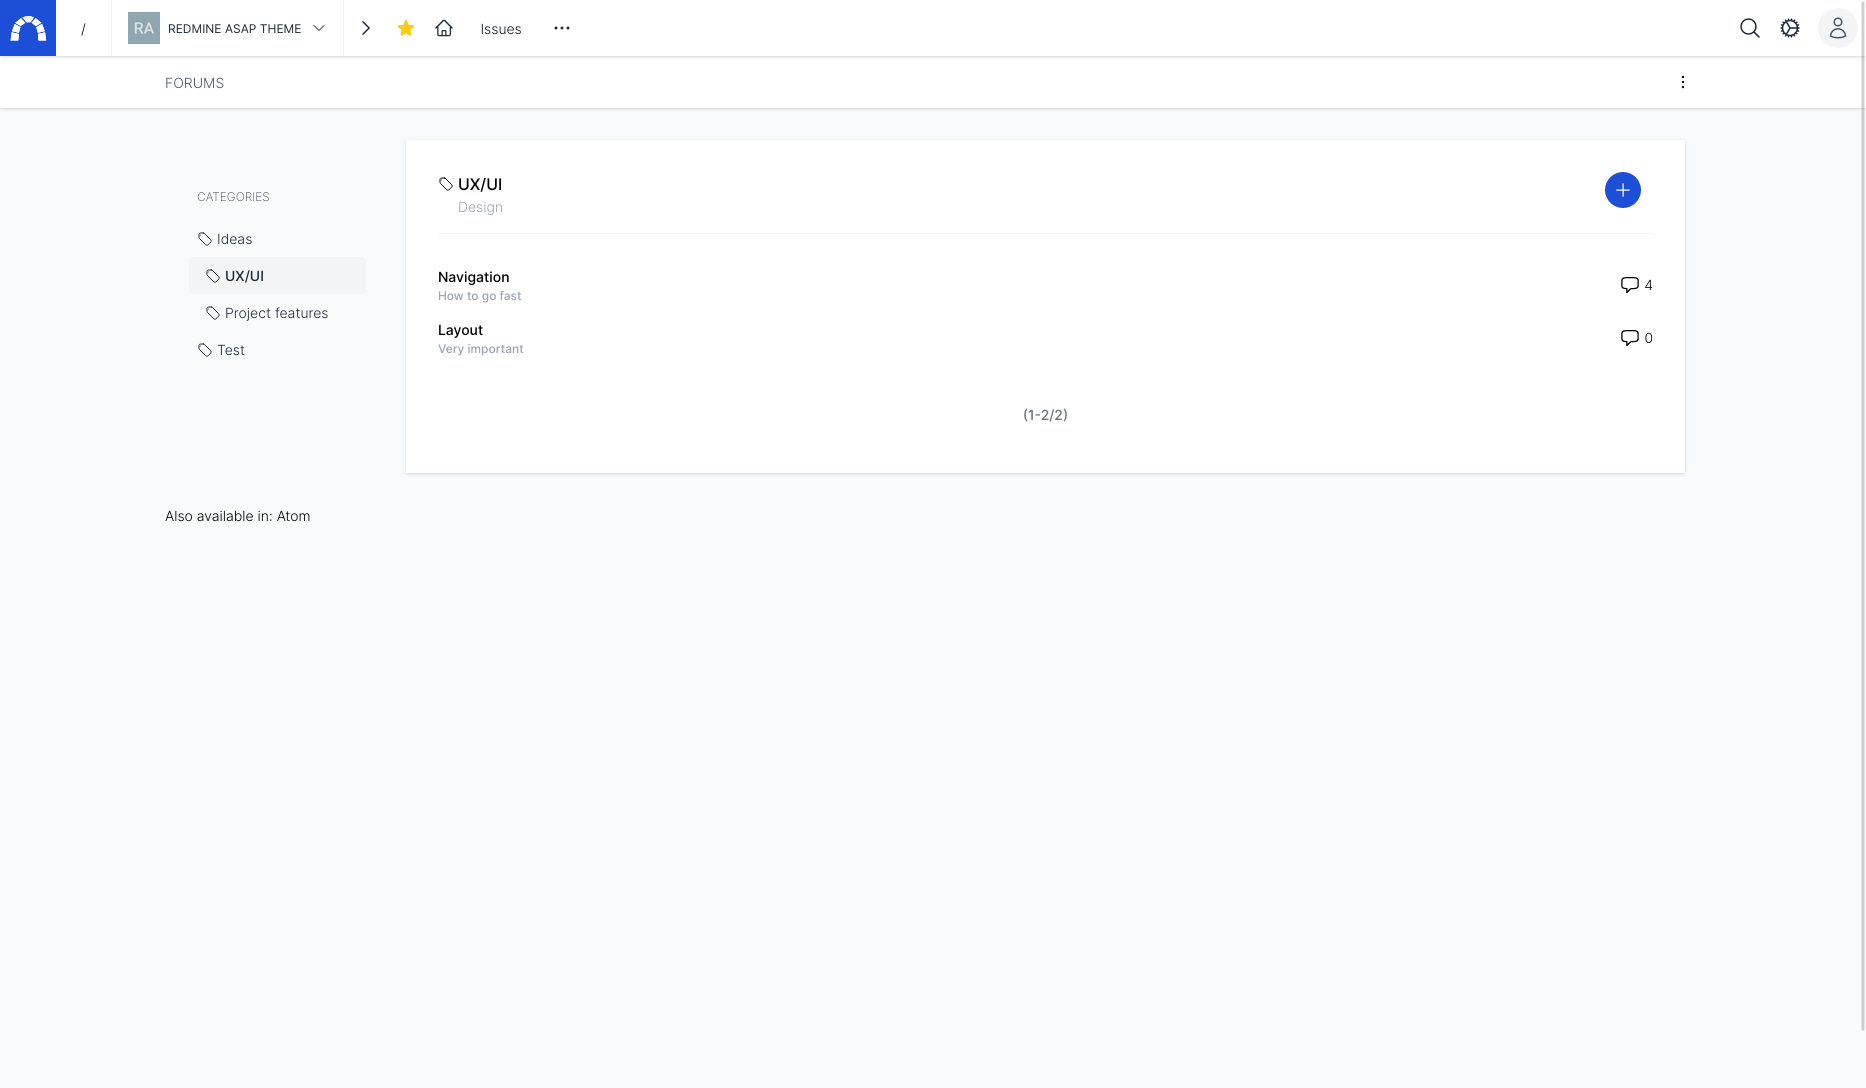 /
RA REDMINE ASAP THEME
Issues
FORUMS
CATEGORIES
Ideas
UX/UI
Project features
Test
UX/UI
Design
Navigation
How to go fast
4
Layout
Very important
0
(1-2/2)
Also available in: Atom